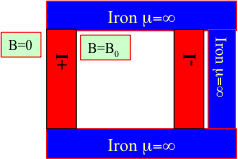 Iron μ=∞
B=0
I+
B=B₀
I-
Iron μ=∞
Iron μ=∞